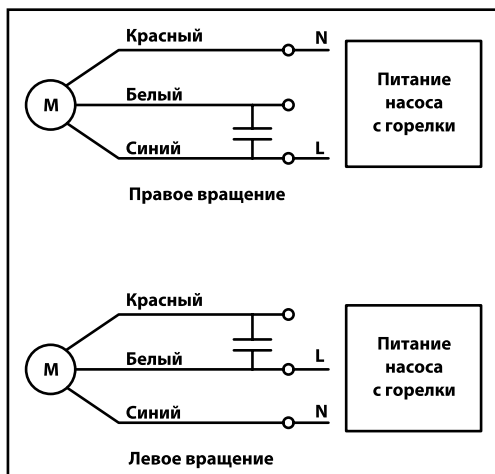 Красный
N
Белый
M
Синий
L
Питание
насоса
с горелки
Правое вращение
Красный
Белый
L
M
Синий
N
Питание
насоса
с горелки
Левое вращение